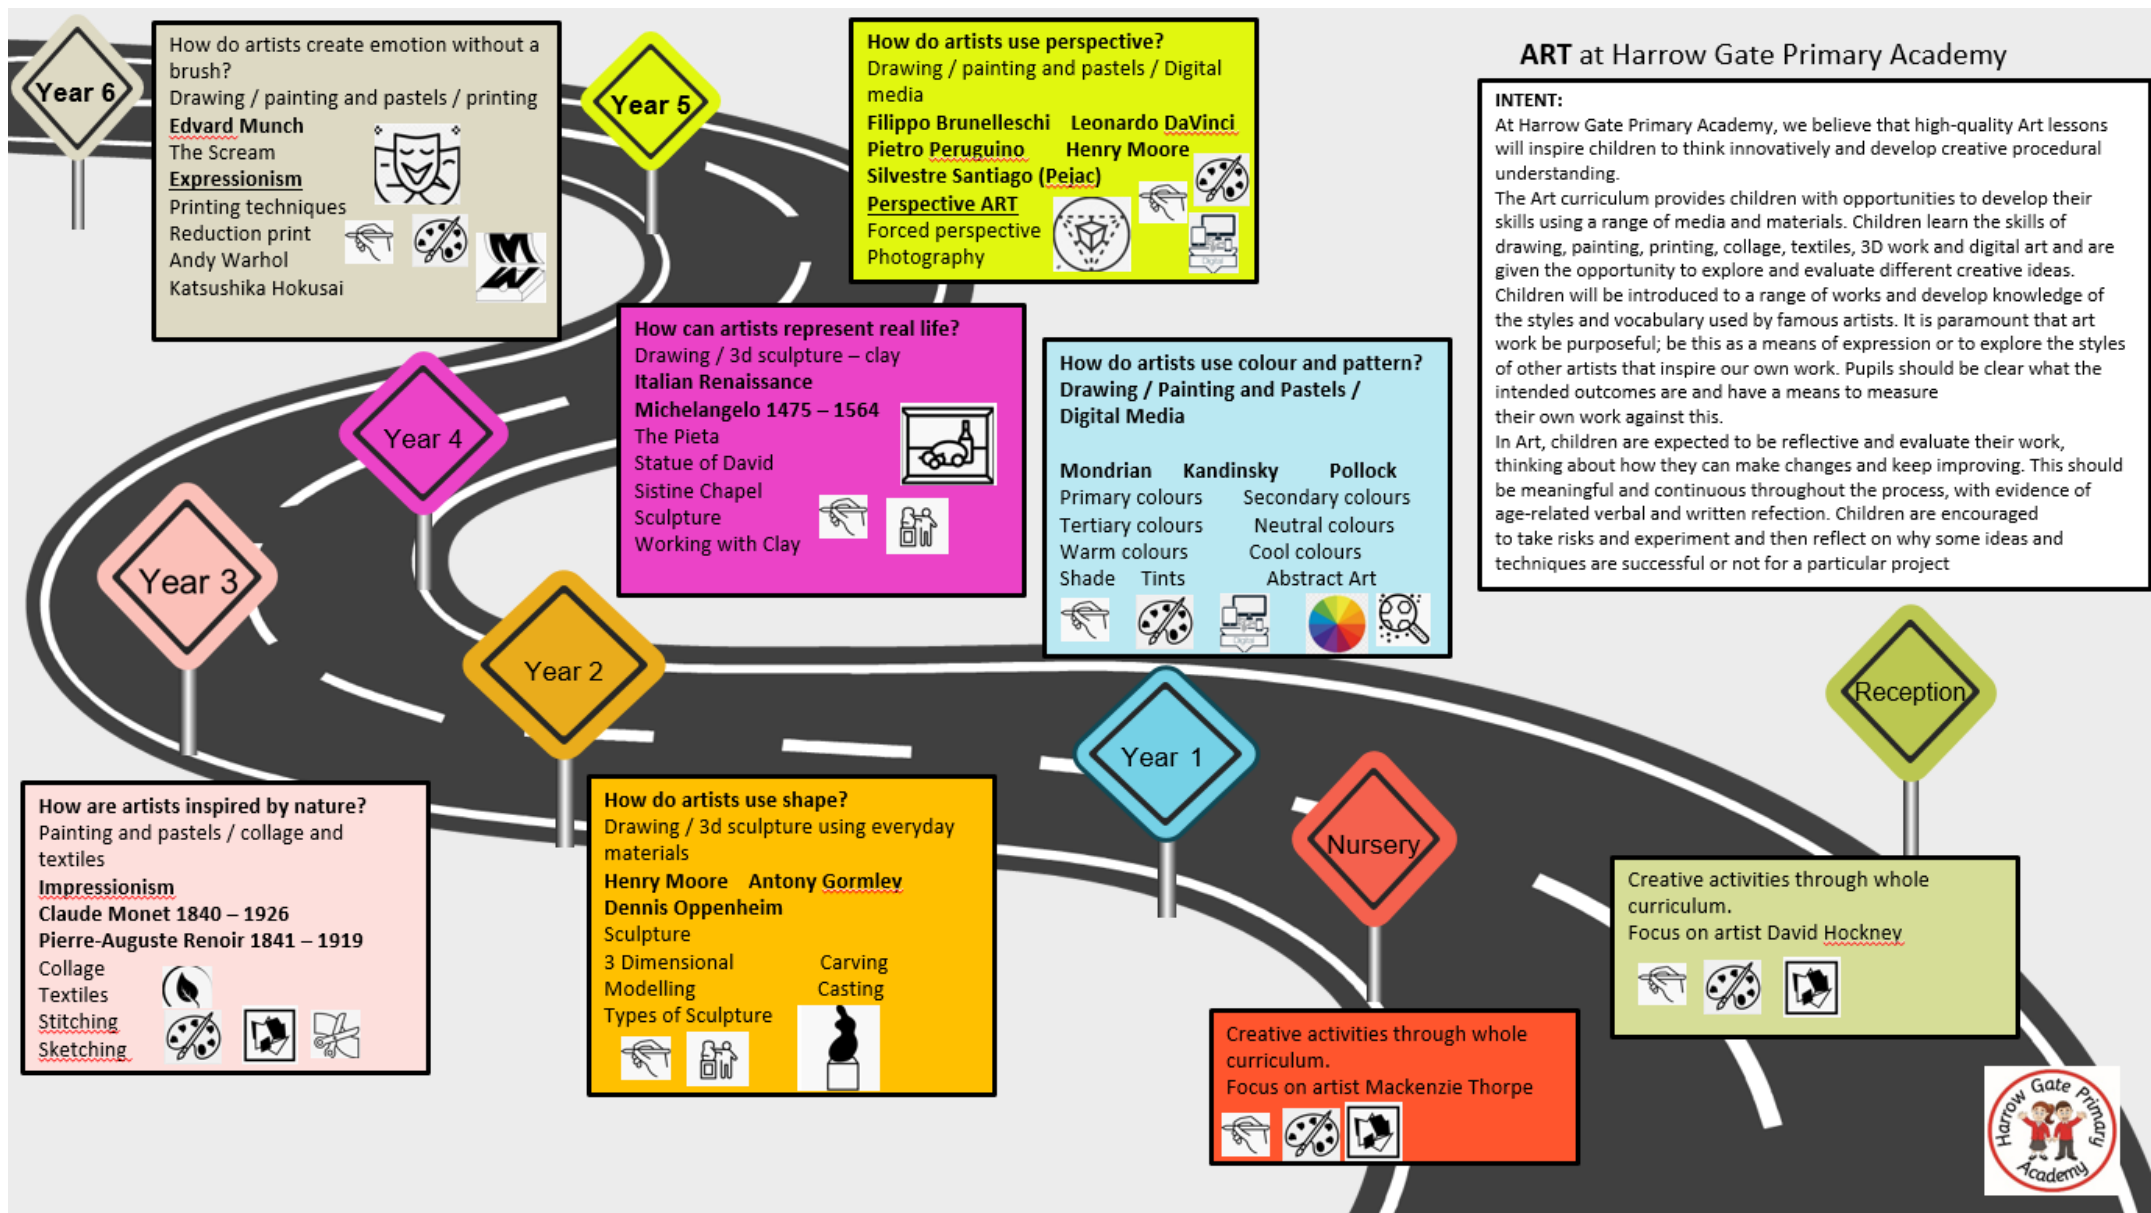 ART at Harrow Gate Primary Academy
INTENT:
At Harrow Gate Primary Academy, we believe that high-quality Art lessons
will inspire children to think innovatively and develop creative procedural
understanding.
The Art curriculum provides children with opportunities to develop their
skills using a range of media and materials. Children learn the skills of
drawing, painting, printing, collage, textiles, 3D work and digital art and are
given the opportunity to explore and evaluate different creative ideas.
Children will be introduced to a range of works and develop knowledge of
the styles and vocabulary used by famous artists. It is paramount that art
work be purposeful; be this as a means of expression or to explore the styles
of other artists that inspire our own work. Pupils should be clear what the
intended outcomes are and have a means to measure
their own work against this.
In Art, children are expected to be reflective and evaluate their work,
thinking about how they can make changes and keep improving. This should
be meaningful and continuous throughout the process, with evidence of
age-related verbal and written refection. Children are encouraged
to take risks and experiment and then reflect on why some ideas and
techniques are successful or not for a particular project
Year 6
How do artists create emotion without a
brush?
Drawing / painting and pastels / printing
Edvard Munch
The Scream
Expressionism
Printing techniques
Reduction print
Andy Warhol
Katsushika Hokusai
Year 5
How do artists use perspective?
Drawing / painting and pastels / Digital
media
Filippo Brunelleschi Leonardo DaVinci
Pietro Peruguino Henry Moore
Silvestre Santiago (Pejac)
Perspective ART
Forced perspective
Photography
Digital
Year 4
How can artists represent real life?
Drawing / 3d sculpture – clay
Italian Renaissance
Michelangelo 1475 – 1564
The Pieta
Statue of David
Sistine Chapel
Sculpture
Working with Clay
How do artists use colour and pattern?
Drawing / Painting and Pastels /
Digital Media
Mondrian Kandinsky Pollock
Primary colours Secondary colours
Tertiary colours Neutral colours
Warm colours Cool colours
Shade Tints Abstract Art
Digital
Year 3
Year 2
Year 1
Nursery
Reception
How are artists inspired by nature?
Painting and pastels / collage and
textiles
Impressionism
Claude Monet 1840 – 1926
Pierre-Auguste Renoir 1841 – 1919
Collage
Textiles
Stitching
Sketching
How do artists use shape?
Drawing / 3d sculpture using everyday
materials
Henry Moore Antony Gormley
Dennis Oppenheim
Sculpture
3 Dimensional Carving
Modelling Casting
Types of Sculpture
Creative activities through whole
curriculum.
Focus on artist Mackenzie Thorpe
Creative activities through whole
curriculum.
Focus on artist David Hockney
Harrow Gate Primary
Academy